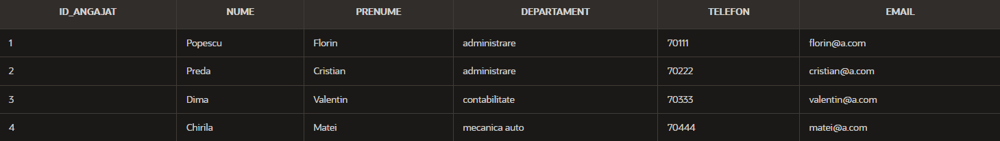 ID_ANGAJAT NUME PRENUME DEPARTAMENT TELEFON EMAIL
1 Popescu Florin administrare 70111 florin@a.com
2 Preda Cristian administrare 70222 cristian@a.com
3 Dima Valentin contabilitate 70333 valentin@a.com
4 Chirila Matei mecanica auto 70444 matei@a.com